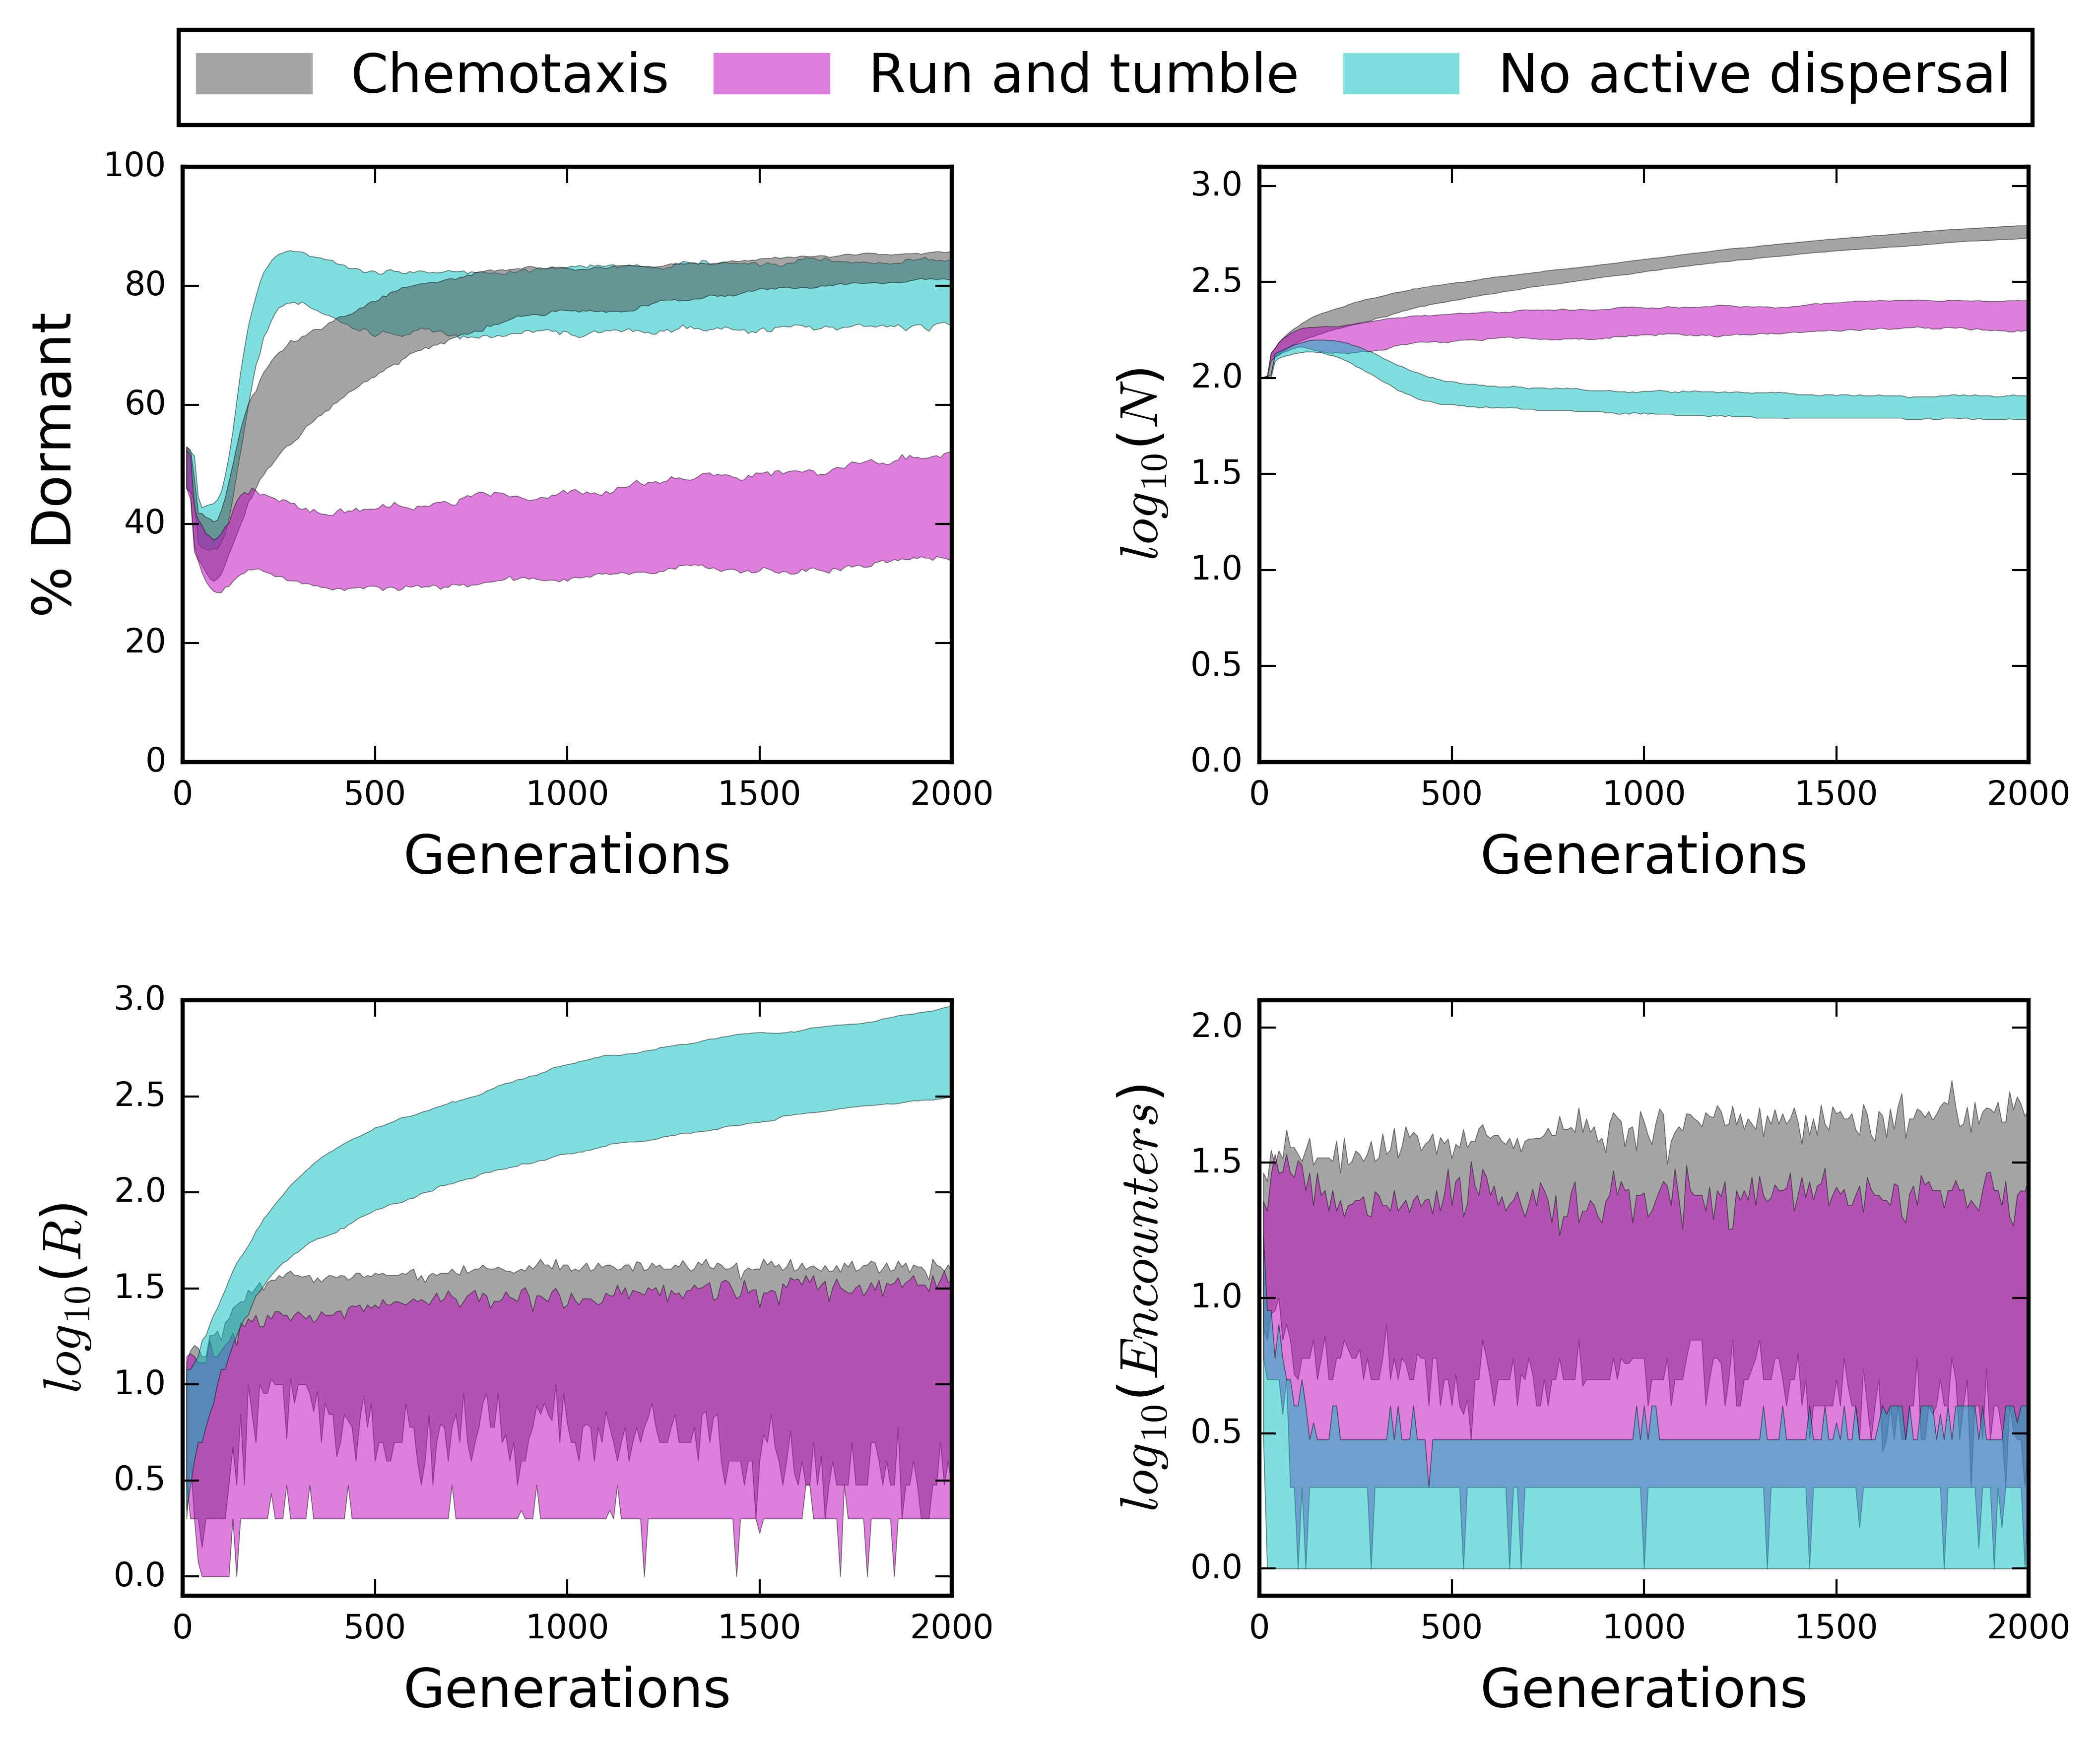 Chemotaxis Run and tumble No active dispersal
100
80
60
40
20
0
% Dormant
0 500 1000 1500 2000
Generations
3.0
2.5
2.0
1.5
1.0
0.5
0.0
log10(N)
0 500 1000 1500 2000
Generations
3.0
2.5
2.0
1.5
1.0
0.5
0.0
log10(R)
0 500 1000 1500 2000
Generations
2.0
1.5
1.0
0.5
0.0
log10(Encounters)
0 500 1000 1500 2000
Generations